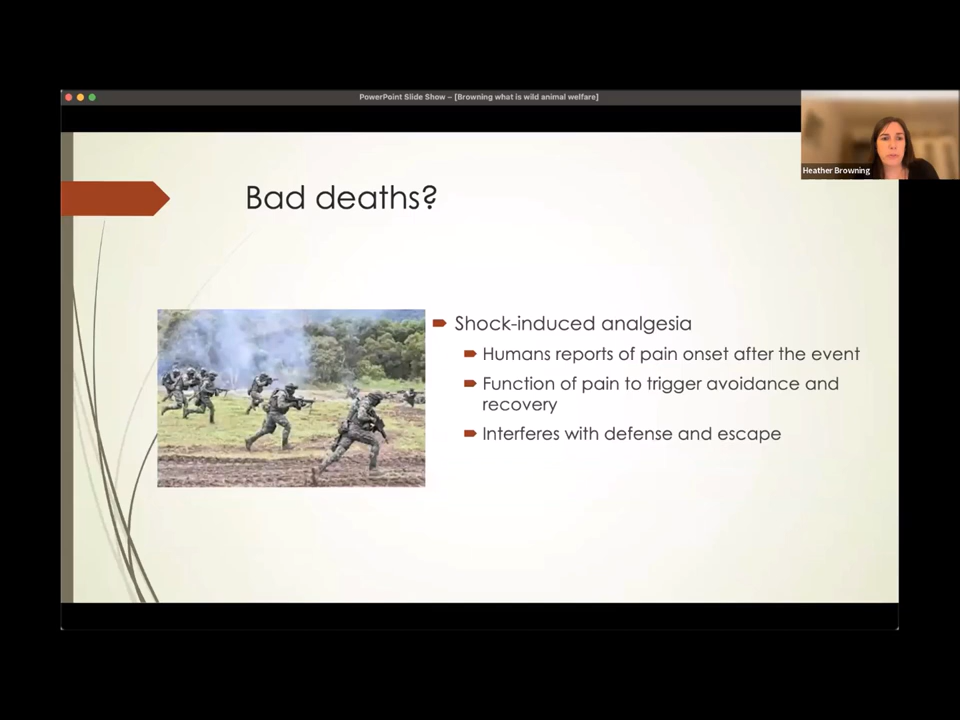 PowerPoint Slide Show – [Browning what is wild animal welfare]
Heather Browning
Bad deaths?
Shock-induced analgesia
Humans reports of pain onset after the event
Function of pain to trigger avoidance and
recovery
Interferes with defense and escape